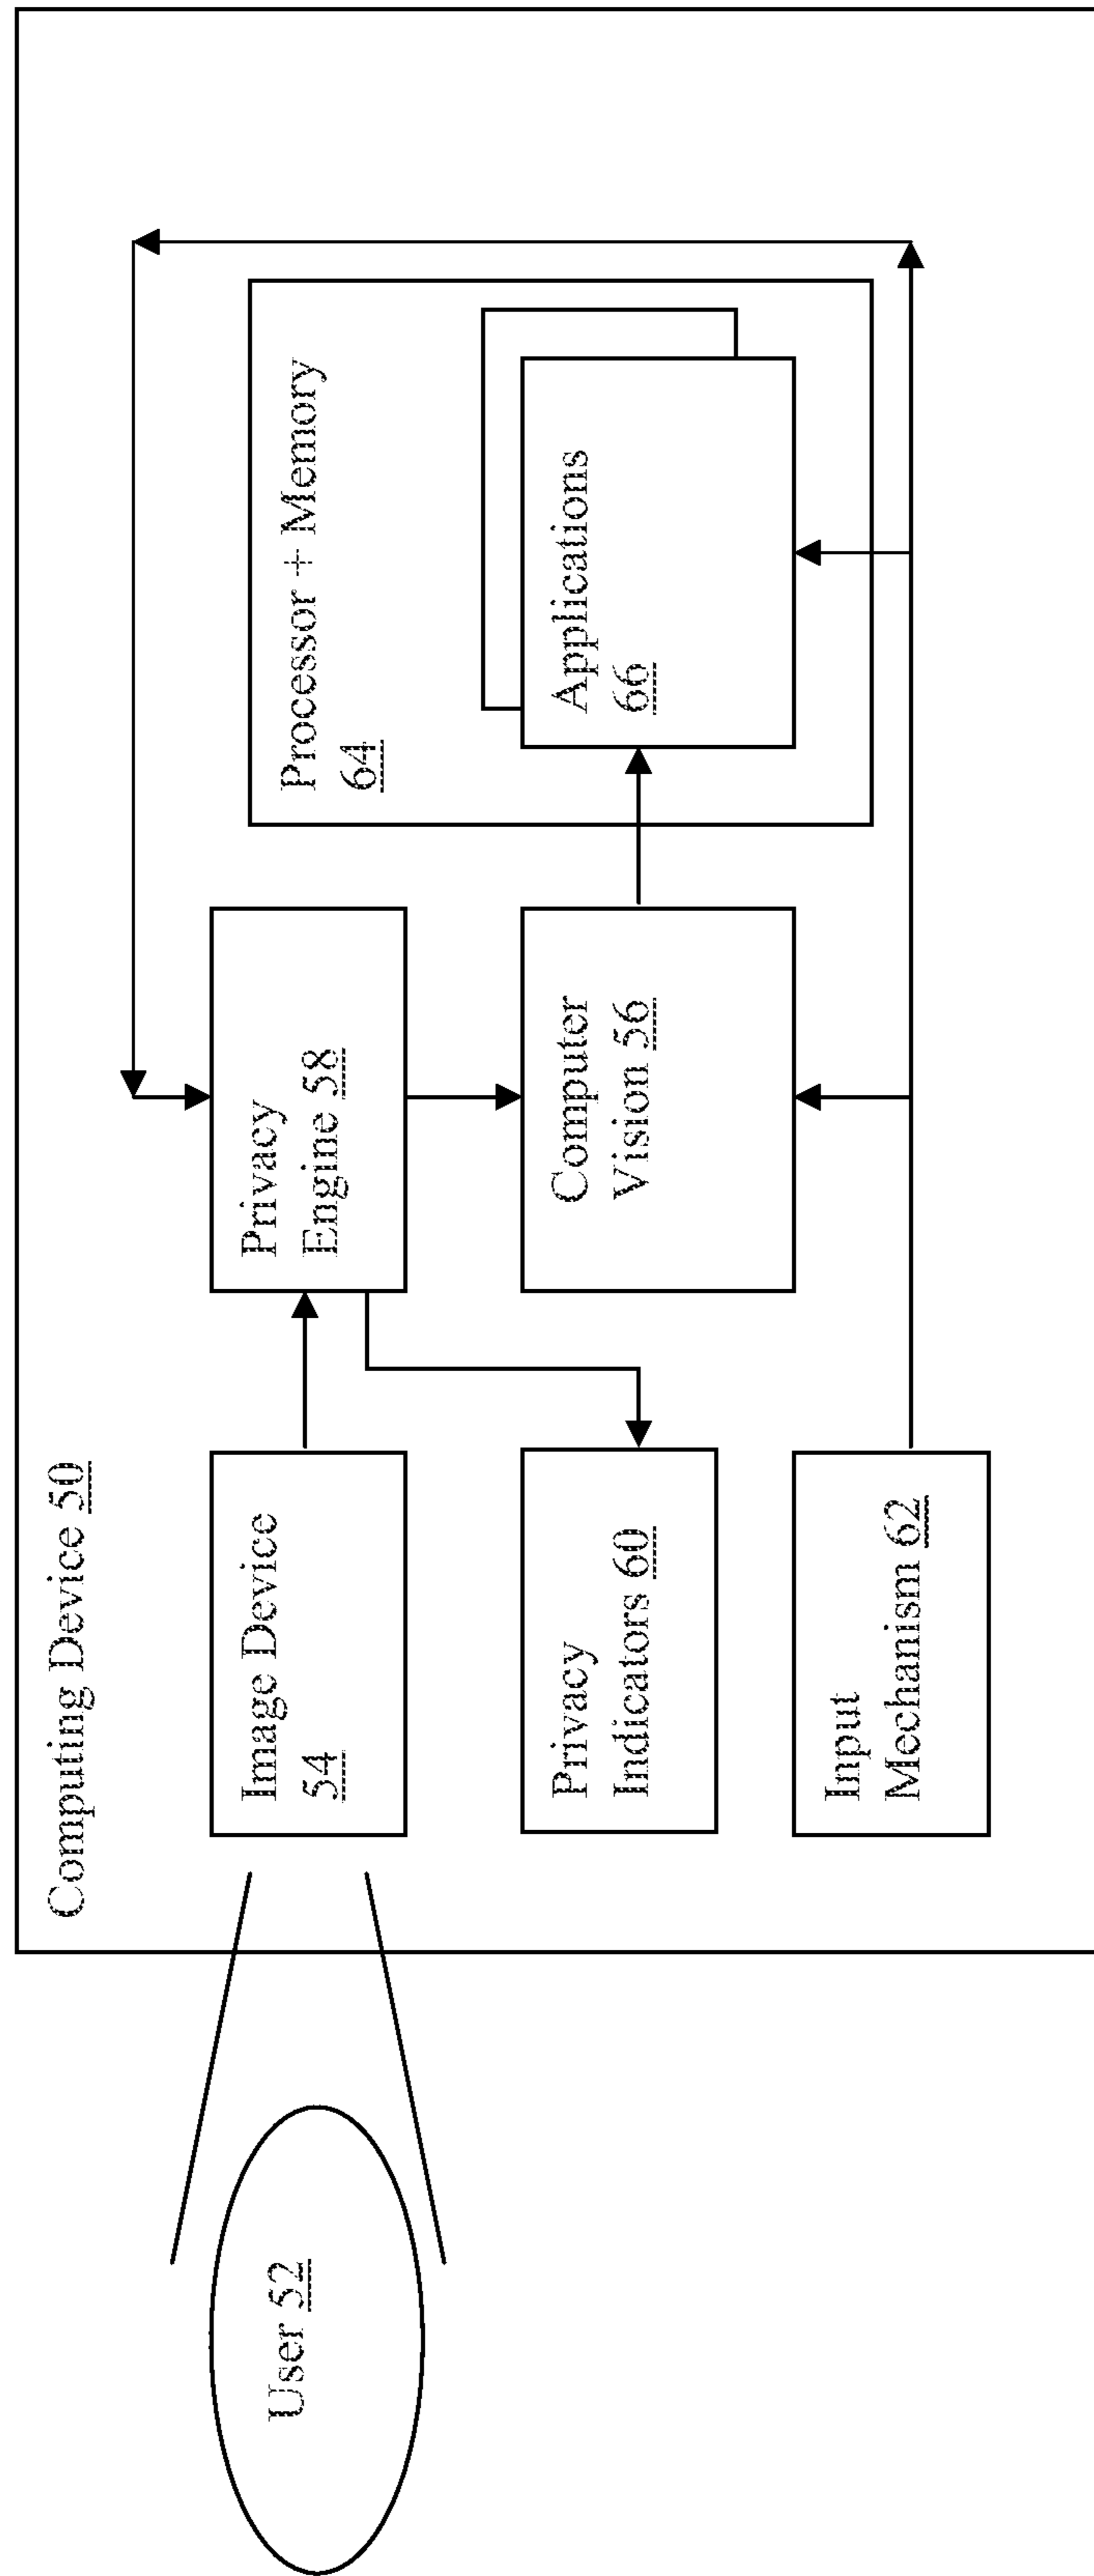 Computing Device 50
User 52
Image Device
54
Privacy
Engine 58
Processor + Memory
64
Privacy
Indicators 60
Computer
Vision 56
Applications
66
Input
Mechanism 62